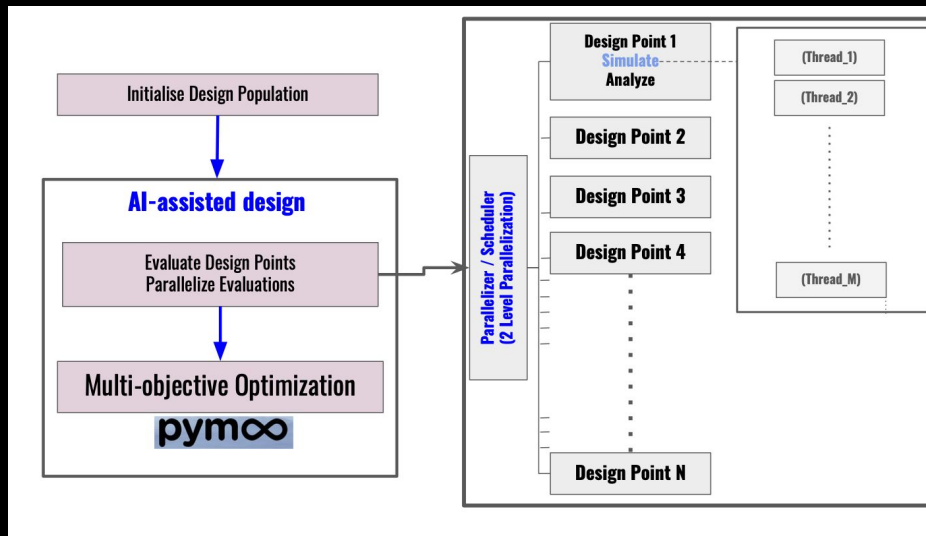 Initialise Design Population
AI-assisted design
Evaluate Design Points
Parallelize Evaluations
Multi-objective Optimization
pymoo
Parallelizer / Scheduler
(2 Level Parallelization)
Design Point 1
Simulate
Analyze
Design Point 2
Design Point 3
Design Point 4
Design Point N
(Thread_1)
(Thread_2)
(Thread_M)